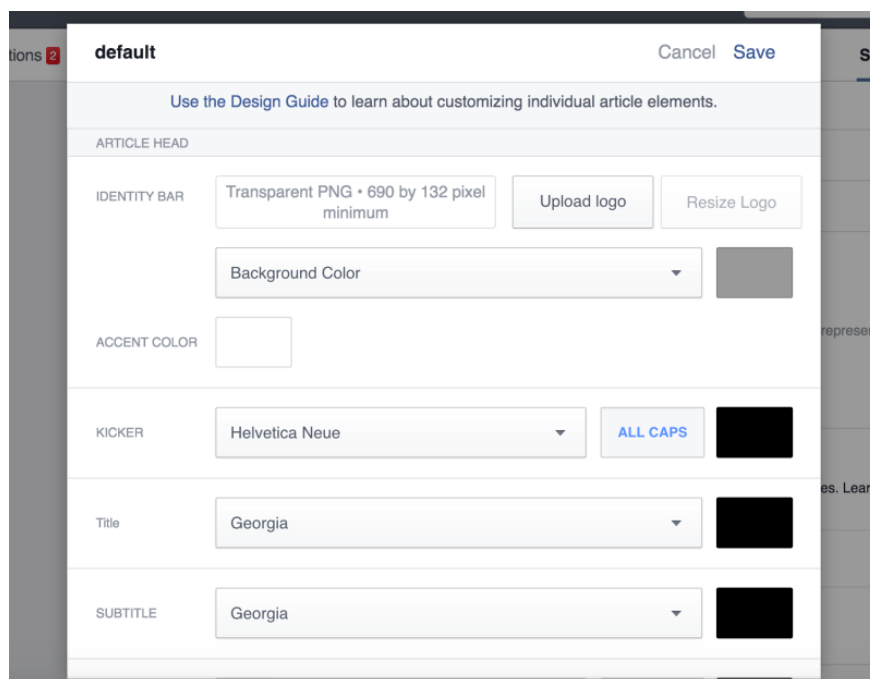 tions 2
default
Cancel Save
S
Use the Design Guide to learn about customizing individual article elements.
ARTICLE HEAD
IDENTITY BAR
Transparent PNG • 690 by 132 pixel
minimum
Upload logo
Resize Logo
Background Color
represe
ACCENT COLOR
KICKER
Helvetica Neue
ALL CAPS
es. Lear
Title
Georgia
SUBTITLE
Georgia